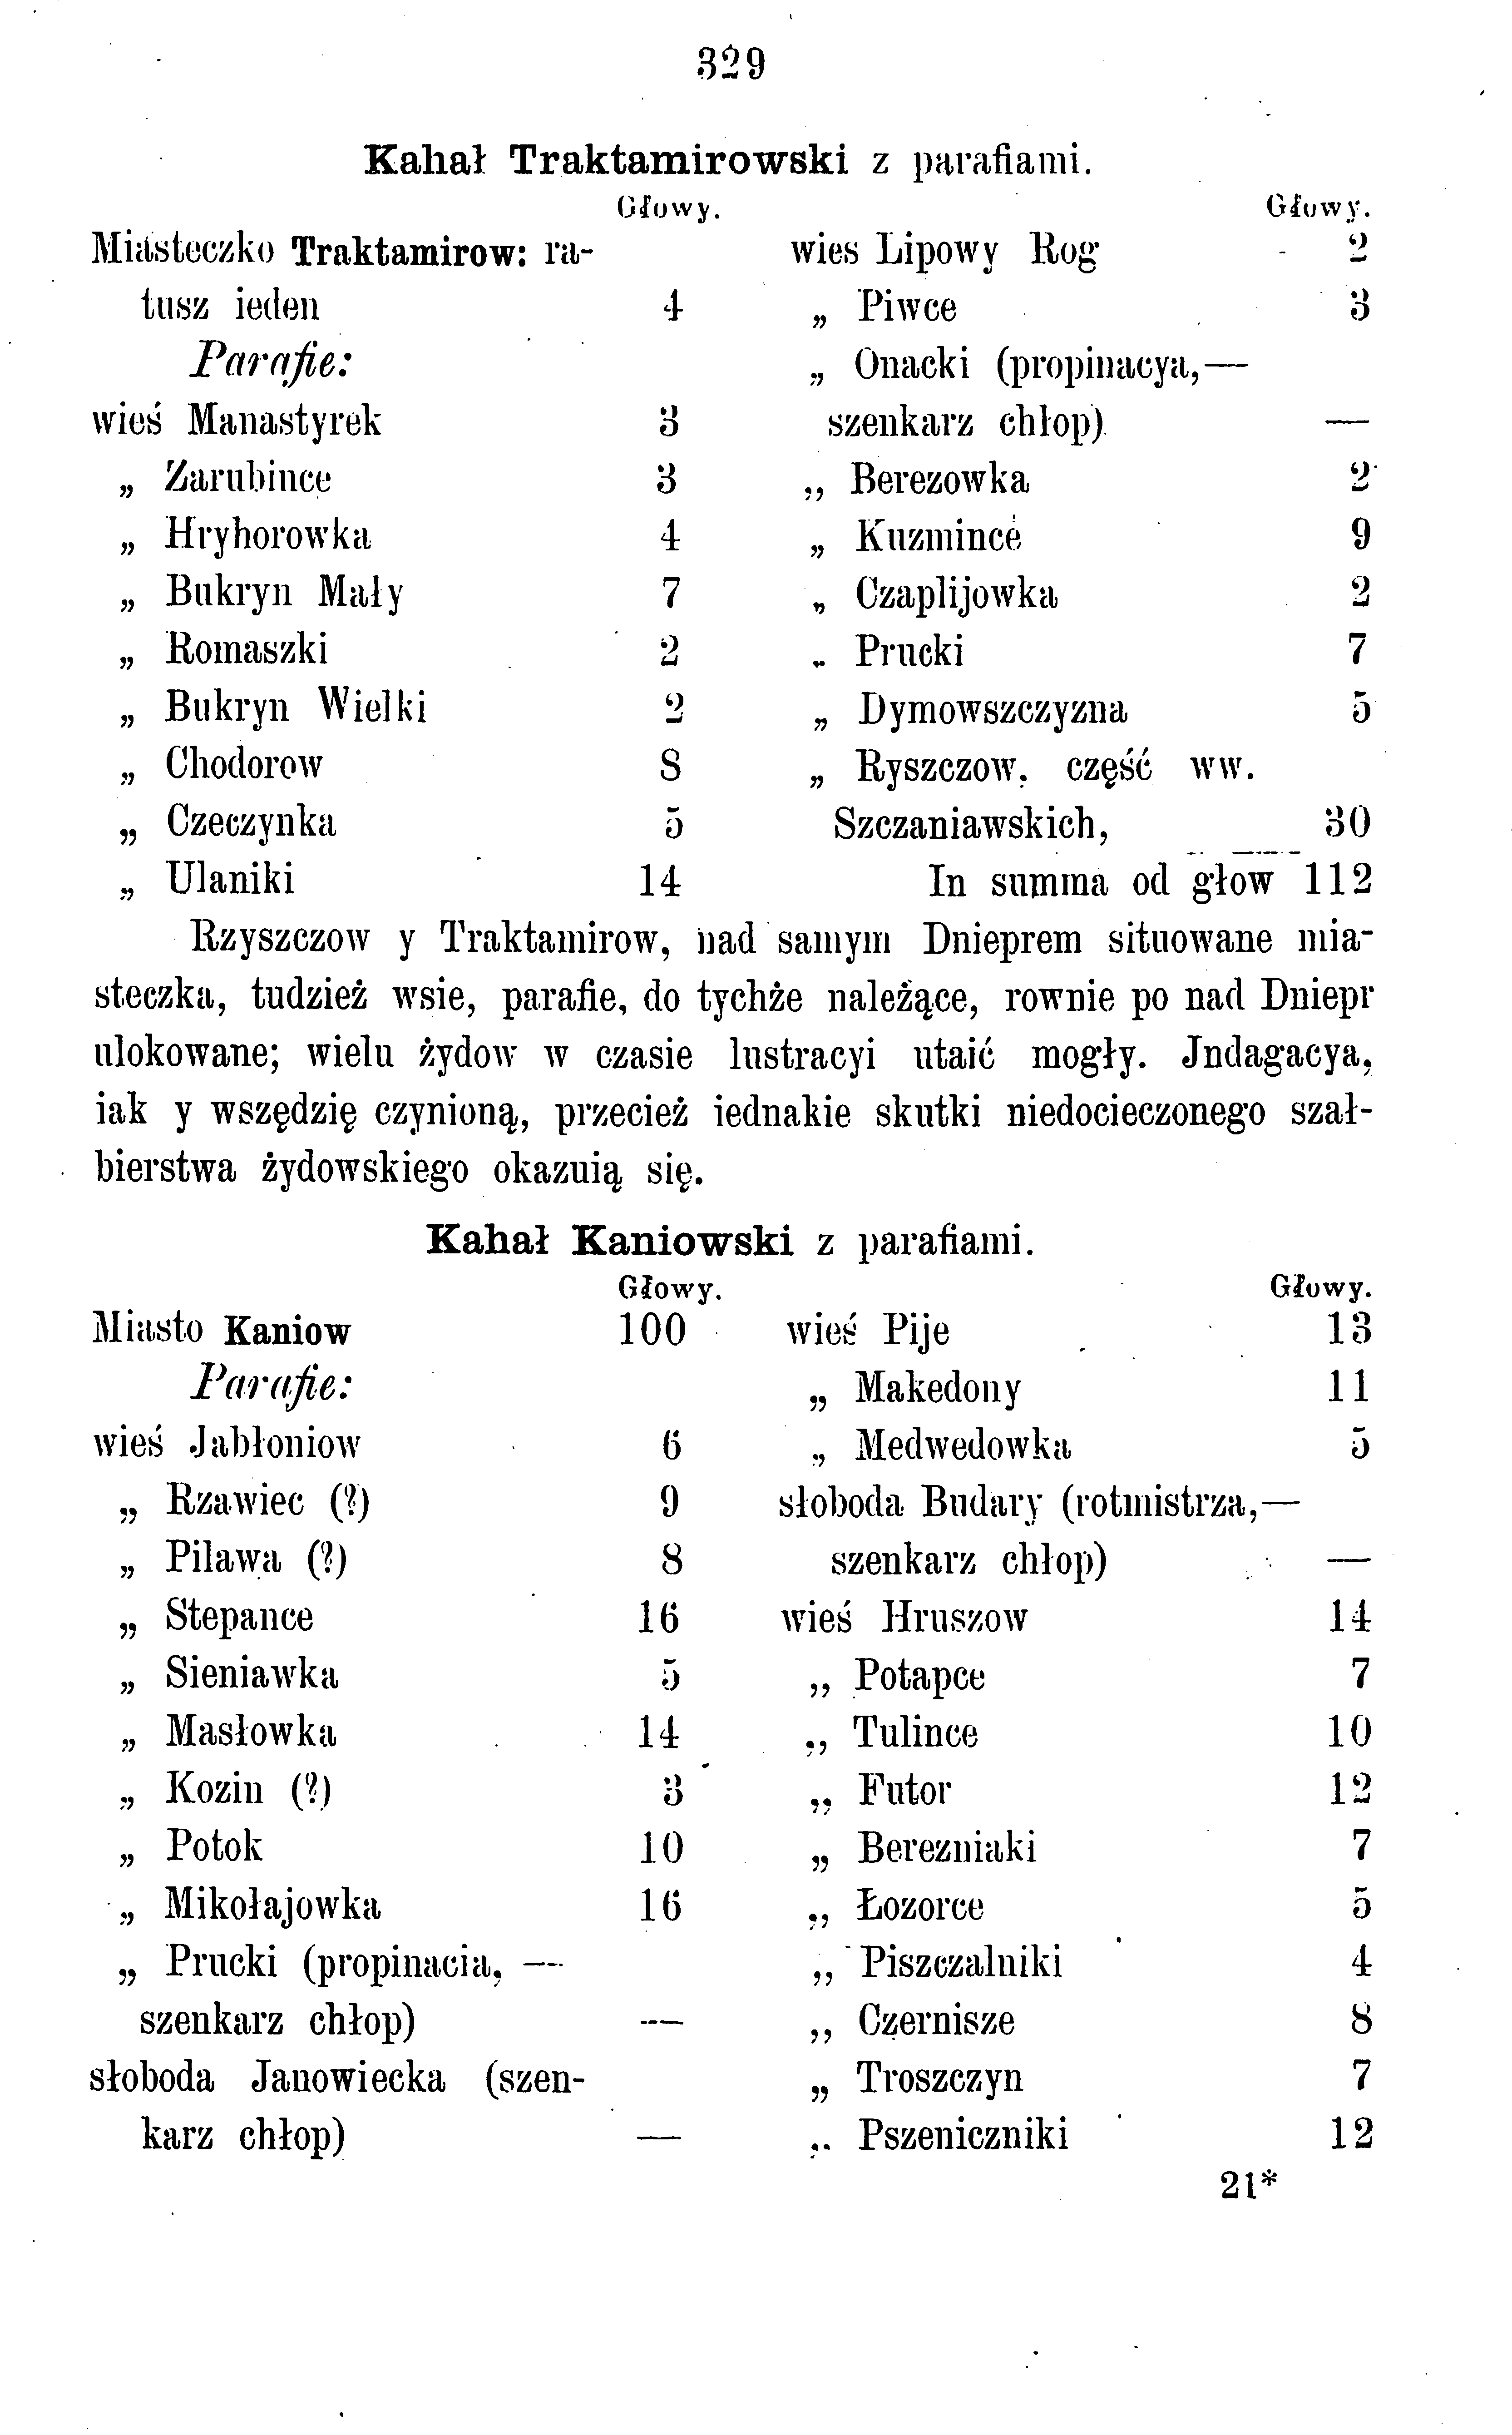 329
Kahał Traktamirowski z parafiami.
Głowy.
Miasteczko Traktamirow: ra-
tusz ieden 4
Parafie:
wieś Manastyrek 3
„ Zarubince 3
„ Hryhorowka 4
„ Bukryn Mały 7
„ Romaszki 2
„ Bukryn Wielki 2
„ Chodorow 8
„ Czeczynka 5
„ Ulaniki 14
Głowy.
wies Lipowy Rog 2
„ Piwce 3
„ Onacki (propinacya,—
szenkarz chłop) —
„ Berezowka 2
„ Kuzmince 9
„ Czaplijowka 2
„ Prucki 7
„ Dymowszczyzna 5
„ Ryszczow, część ww.
Szczaniawskich, 30
In summa od głow 112
Rzyszczow y Traktamirow, nad samym Dnieprem situowane mia-
steczka, tudzież wsie, parafie, do tychże należące, rownie po nad Dniepr
ulokowane; wielu żydow w czasie lustracyi utaić mogły. Jndagacya,
iak y wszędzię czynioną, przecież iednakie skutki niedocieczonego szał-
bierstwa żydowskiego okazuią się.
Kahał Kaniowski z parafiami.
Głowy.
Miasto Kaniow 100
Parafie:
wieś Jabłoniow 6
„ Rzawiec (?) 9
„ Pilawa (?) 8
„ Stepance 16
„ Sieniawka 5
„ Masłowka 14
„ Kozin (?) 3
„ Potok 10
„ Mikołajowka 16
„ Prucki (propinacia, —
szenkarz chłop) —
słoboda Janowiecka (szen-
karz chłop) —
Głowy.
wieś Pije 13
„ Makedony 11
„ Medwedowka 5
słoboda Budary (rotmistrza,—
szenkarz chłop) —
wieś Hruszow 14
„ Potapce 7
„ Tulince 10
„ Futor 12
„ Berezniaki 7
„ Łozorce 5
„ Piszczalniki 4
„ Czernisze 8
„ Troszczyn 7
„ Pszeniczniki 12
21*